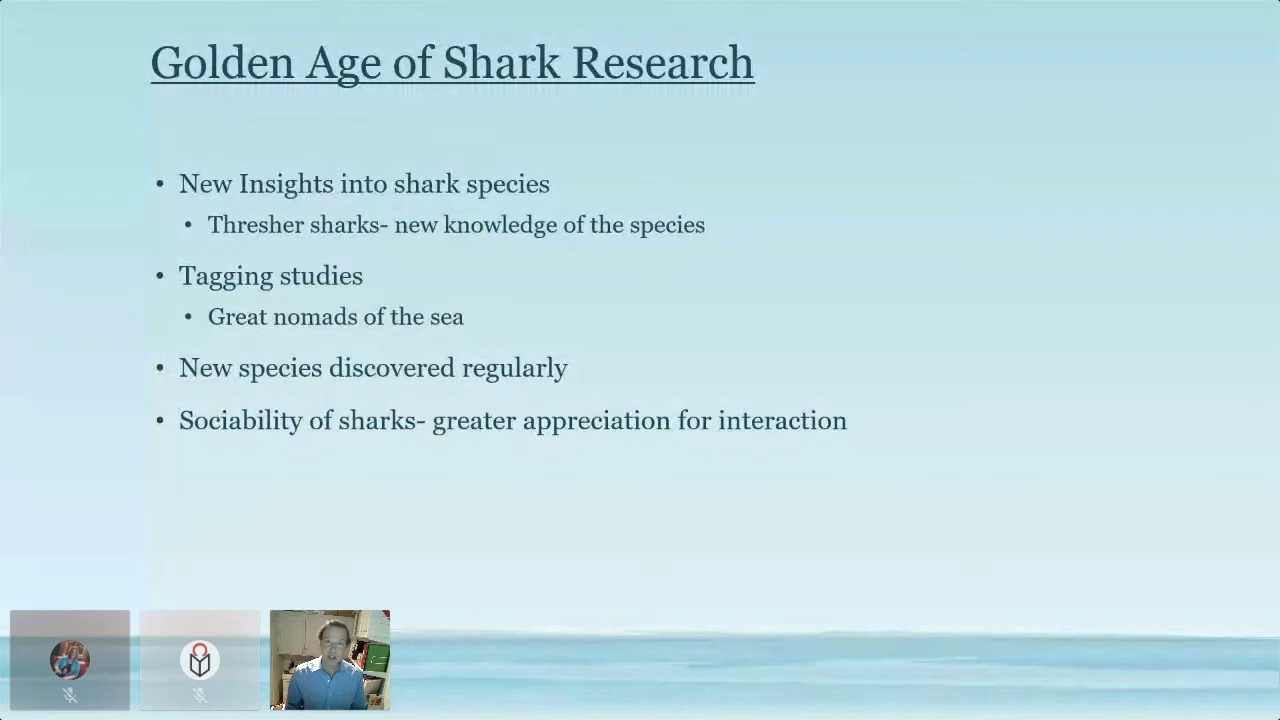 Golden Age of Shark Research
• New Insights into shark species
• Thresher sharks- new knowledge of the species
• Tagging studies
• Great nomads of the sea
• New species discovered regularly
• Sociability of sharks- greater appreciation for interaction